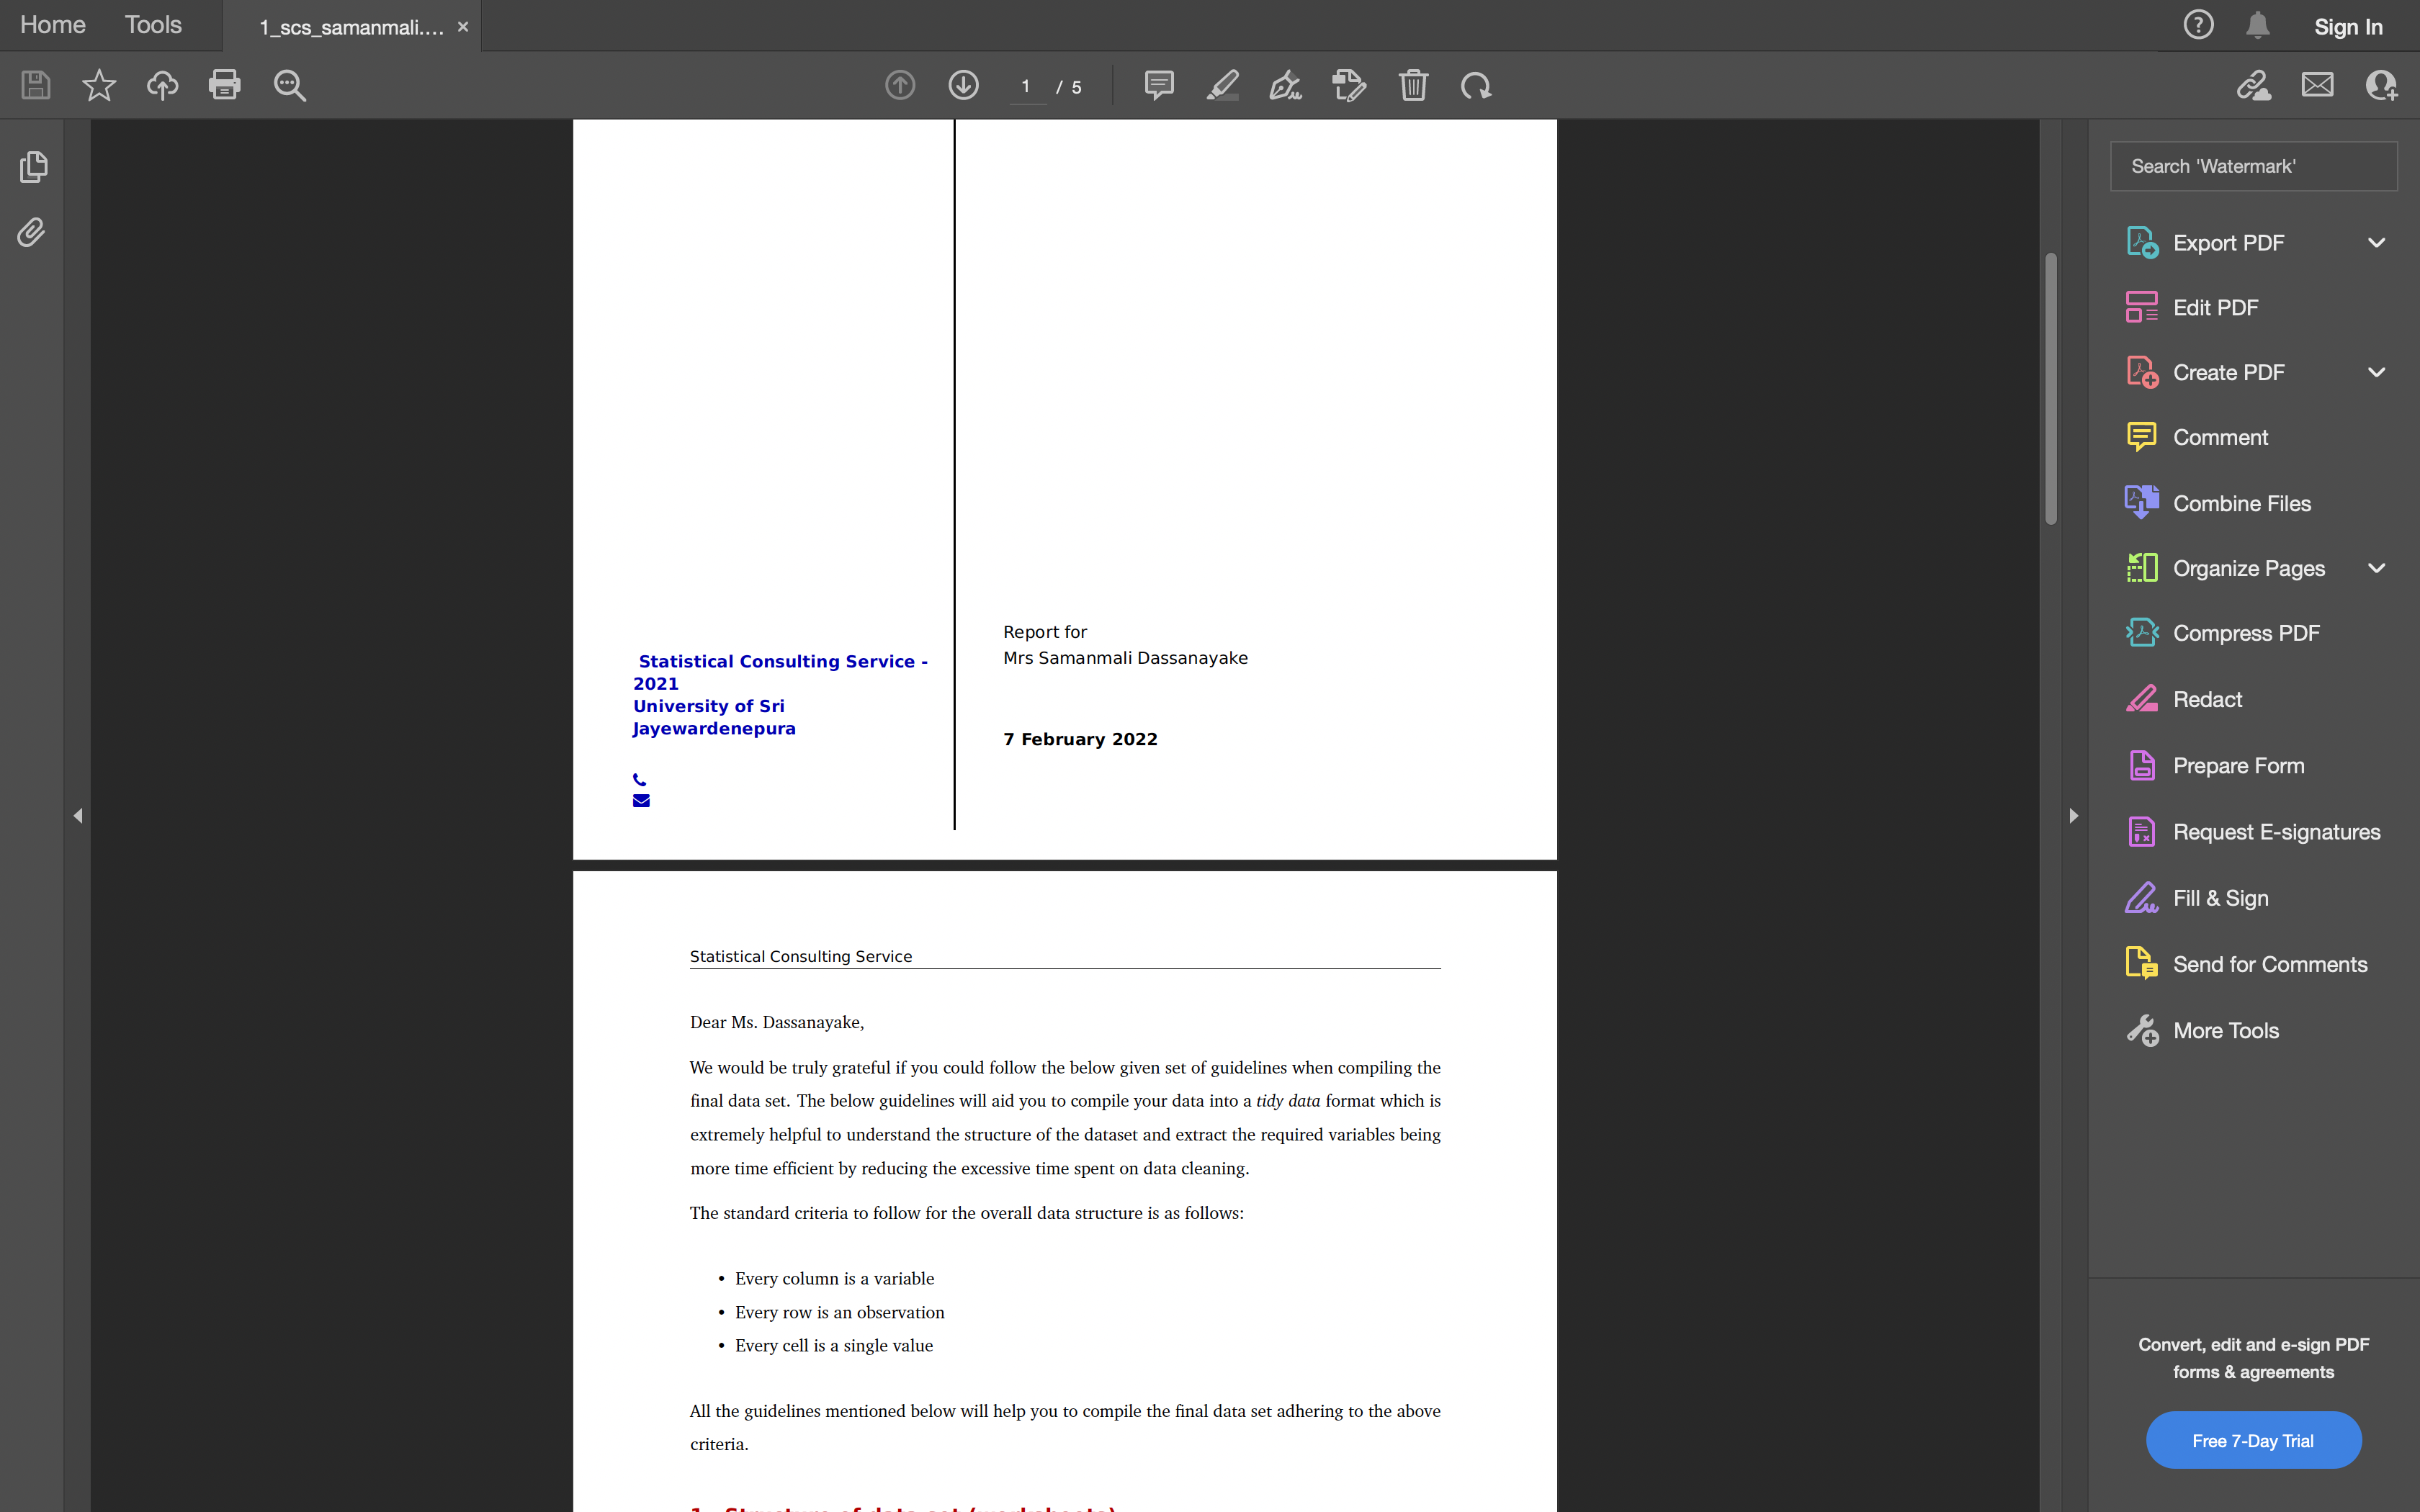 Home Tools 1_scs_samanmali.... × Sign In
1 / 5
Search 'Watermark'
Export PDF
Edit PDF
Create PDF
Comment
Combine Files
Organize Pages
Compress PDF
Redact
Prepare Form
Request E-signatures
Fill & Sign
Send for Comments
More Tools
Convert, edit and e-sign PDF
forms & agreements
Free 7-Day Trial
Statistical Consulting Service -
2021
University of Sri
Jayewardenepura
Report for
Mrs Samanmali Dassanayake
7 February 2022
Statistical Consulting Service
Dear Ms. Dassanayake,
We would be truly grateful if you could follow the below given set of guidelines when compiling the
final data set. The below guidelines will aid you to compile your data into a tidy data format which is
extremely helpful to understand the structure of the dataset and extract the required variables being
more time efficient by reducing the excessive time spent on data cleaning.
The standard criteria to follow for the overall data structure is as follows:
• Every column is a variable
• Every row is an observation
• Every cell is a single value
All the guidelines mentioned below will help you to compile the final data set adhering to the above
criteria.